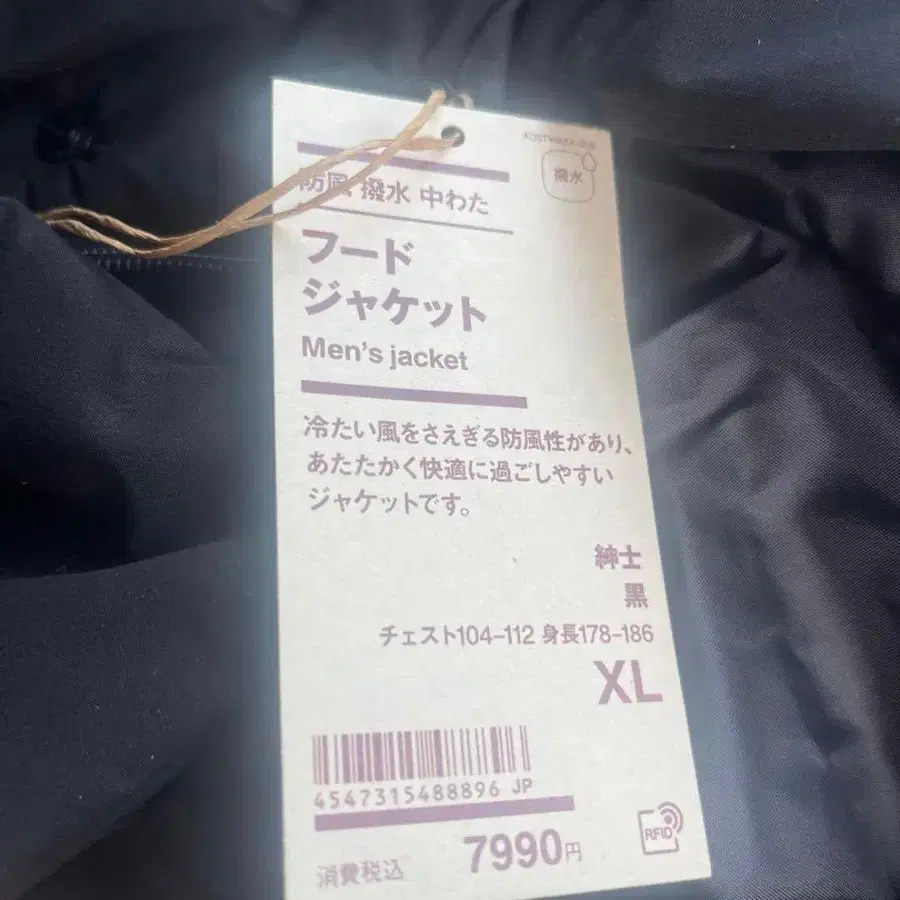 撥水
防風 撥水 中わた
フード
ジャケット
Men's jacket
冷たい風をさえぎる防風性があり、
あたたかく快適に過ごしやすい
ジャケットです。
紳士
黒
チェスト104–112 身長178–186
XL
4547315488896 JP
消費税込 7990円
RFID